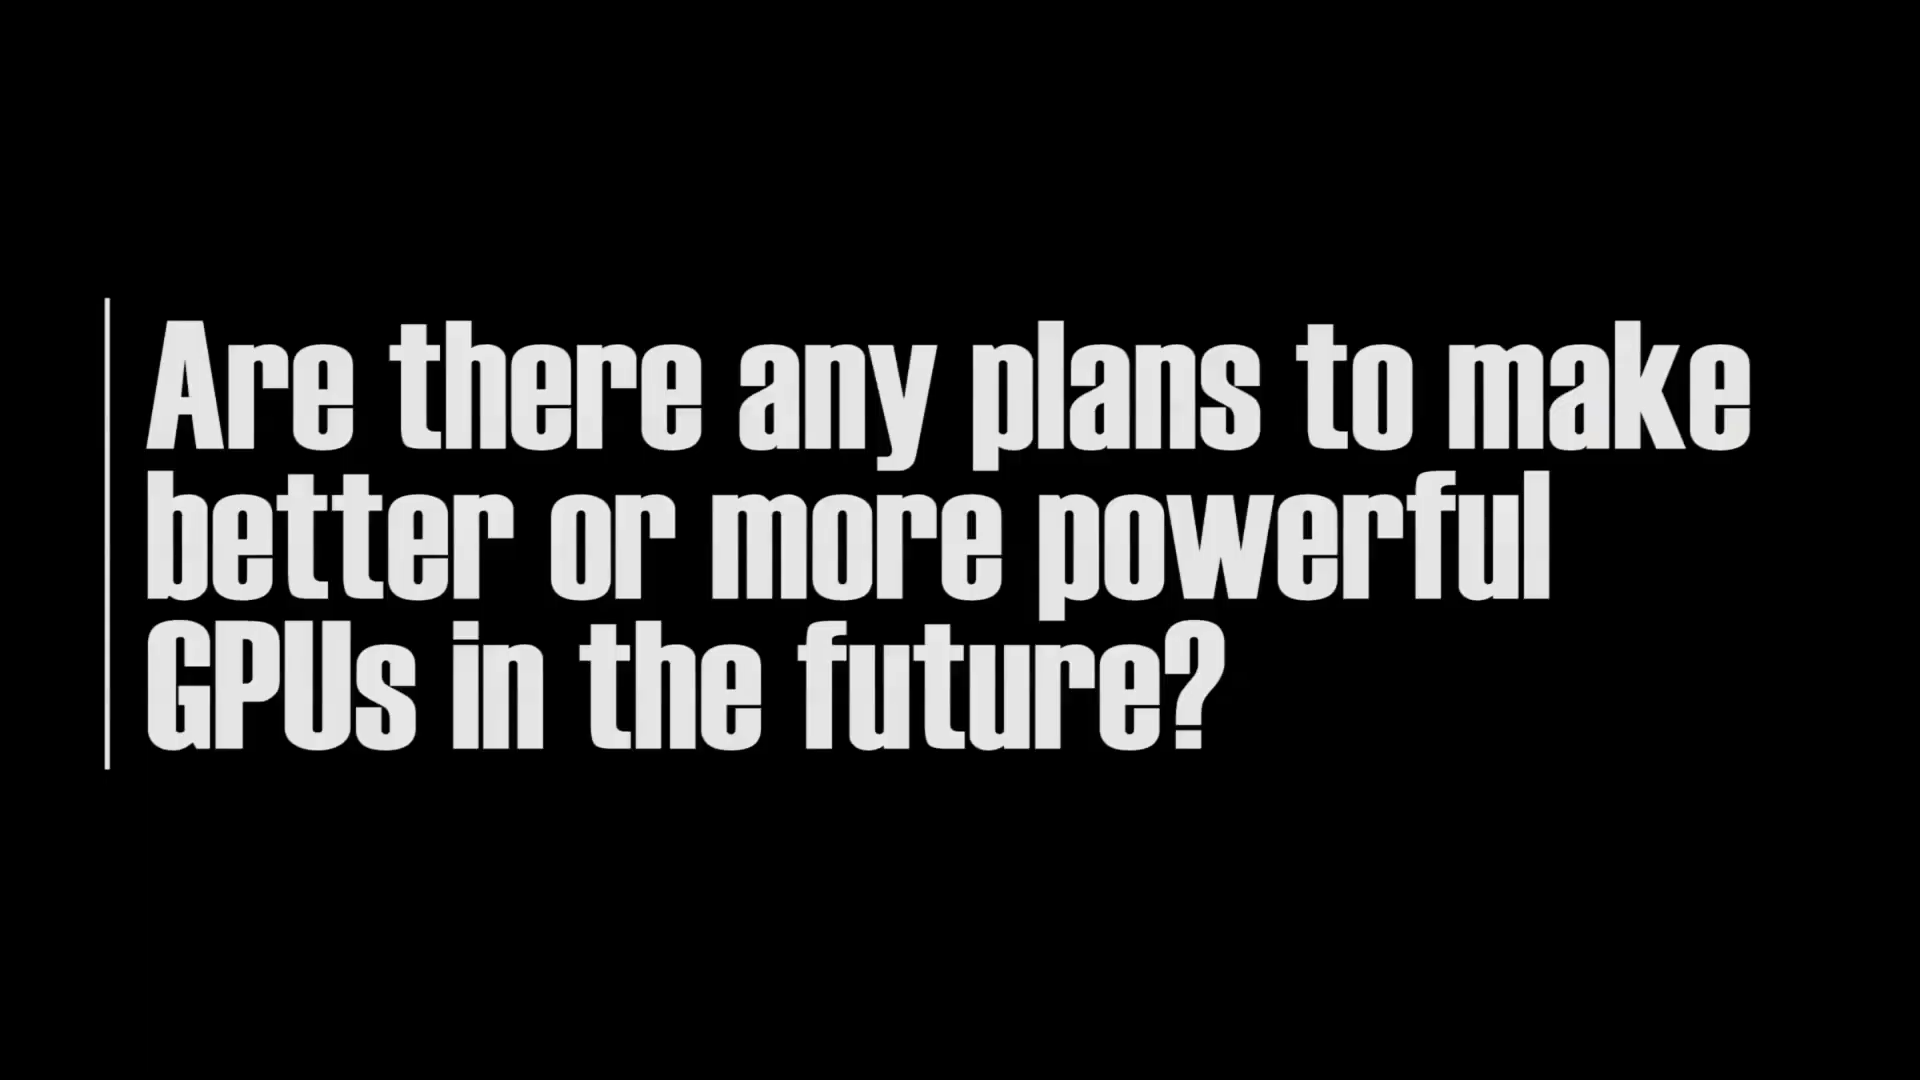 Are there any plans to make
better or more powerful
GPUs in the future?